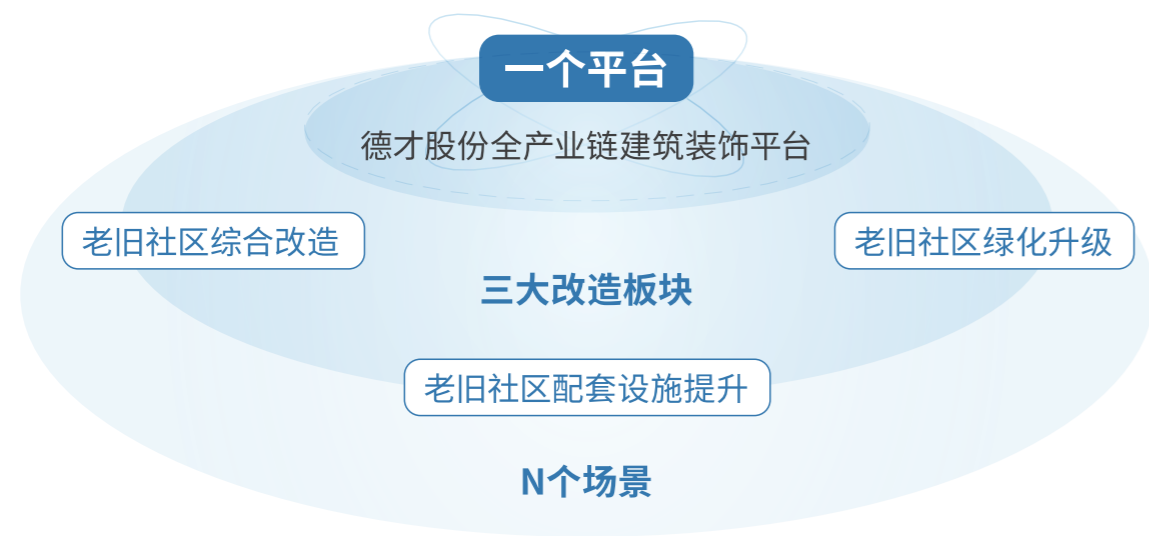 一个平台
德才股份全产业链建筑装饰平台
老旧社区综合改造
老旧社区绿化升级
三大改造板块
老旧社区配套设施提升
N个场景